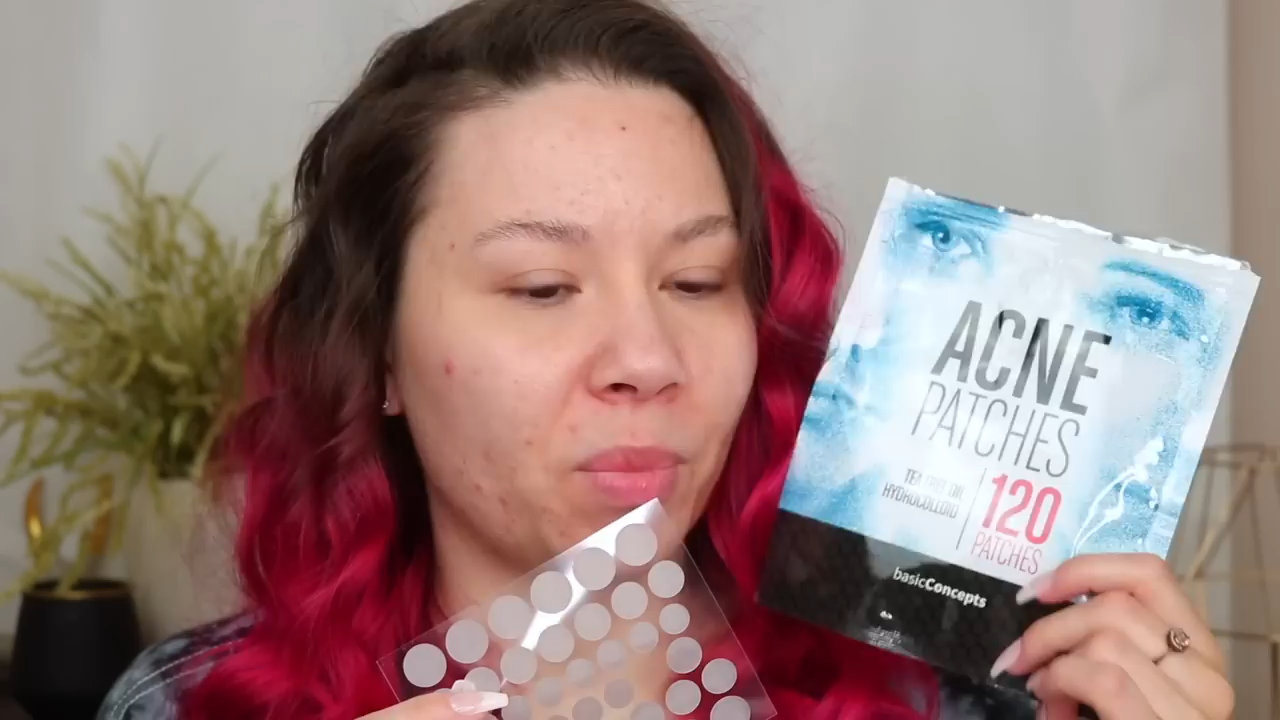 ACNE
PATCHES
TEA TREE OIL
HYDROCOLLOID
120
PATCHES
basicConcepts